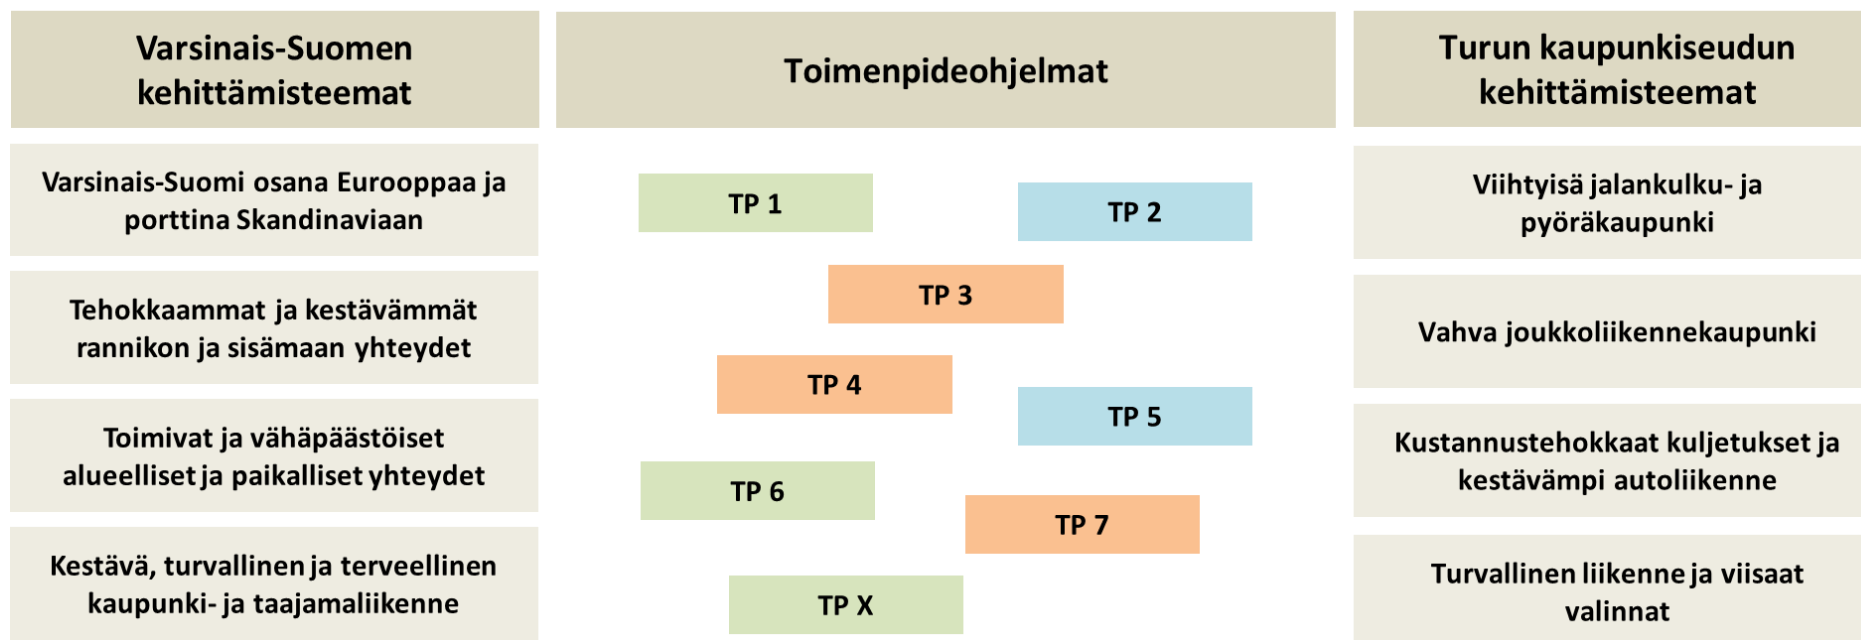 Varsinais-Suomen
kehittämisteemat
Varsinais-Suomi osana Eurooppaa ja
porttina Skandinaviaan
Tehokkaammat ja kestävämmät
rannikon ja sisämaan yhteydet
Toimivat ja vähäpäästöiset
alueelliset ja paikalliset yhteydet
Kestävä, turvallinen ja terveellinen
kaupunki- ja taajamaliikenne
Toimenpideohjelmat
TP 1
TP 2
TP 3
TP 4
TP 5
TP 6
TP 7
TP X
Turun kaupunkiseudun
kehittämisteemat
Viihtyisä jalankulku- ja
pyöräkaupunki
Vahva joukkoliikennekaupunki
Kustannustehokkaat kuljetukset ja
kestävämpi autoliikenne
Turvallinen liikenne ja viisaat
valinnat